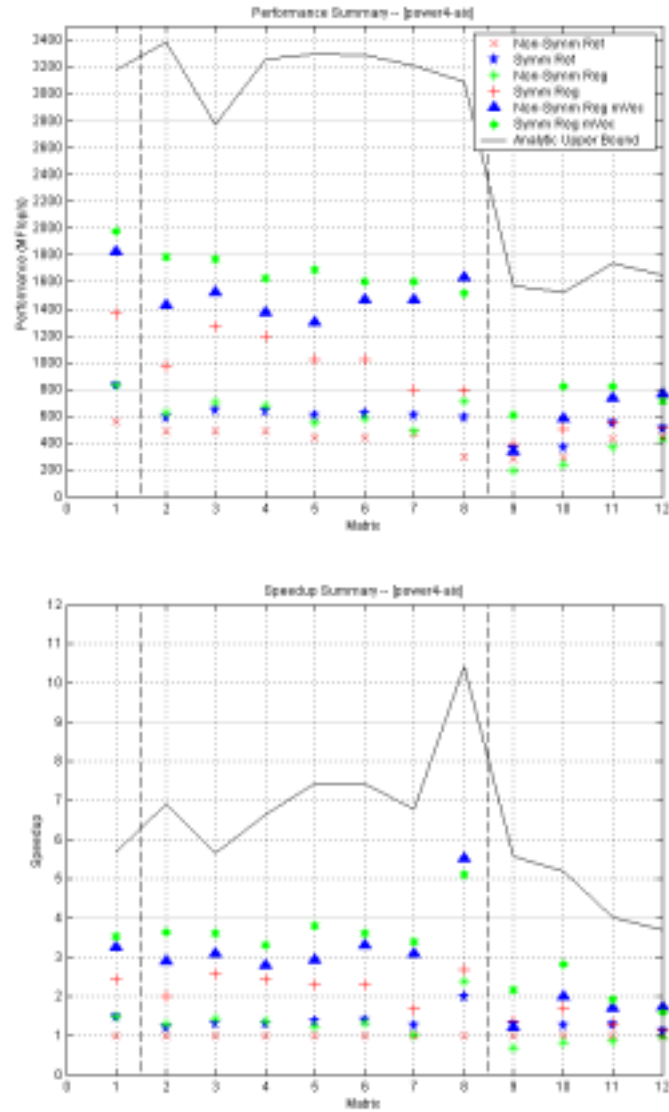 Performance Summary -- [power4-aix]
3400
3200
3000
2800
2600
2400
2200
2000
1800
1600
1400
1200
1000
800
600
400
200
0
Performance (MFlop/s)
Non-Symm Ref
Symm Ref
Non-Symm Reg
Symm Reg
Non-Symm Reg mVec
Symm Reg mVec
Analytic Upper Bound
0 1 2 3 4 5 6 7 8 9 10 11 12
Matrix
Speedup Summary -- [power4-aix]
12
11
10
9
8
7
6
5
4
3
2
1
0
Speedup
0 1 2 3 4 5 6 7 8 9 10 11 12
Matrix